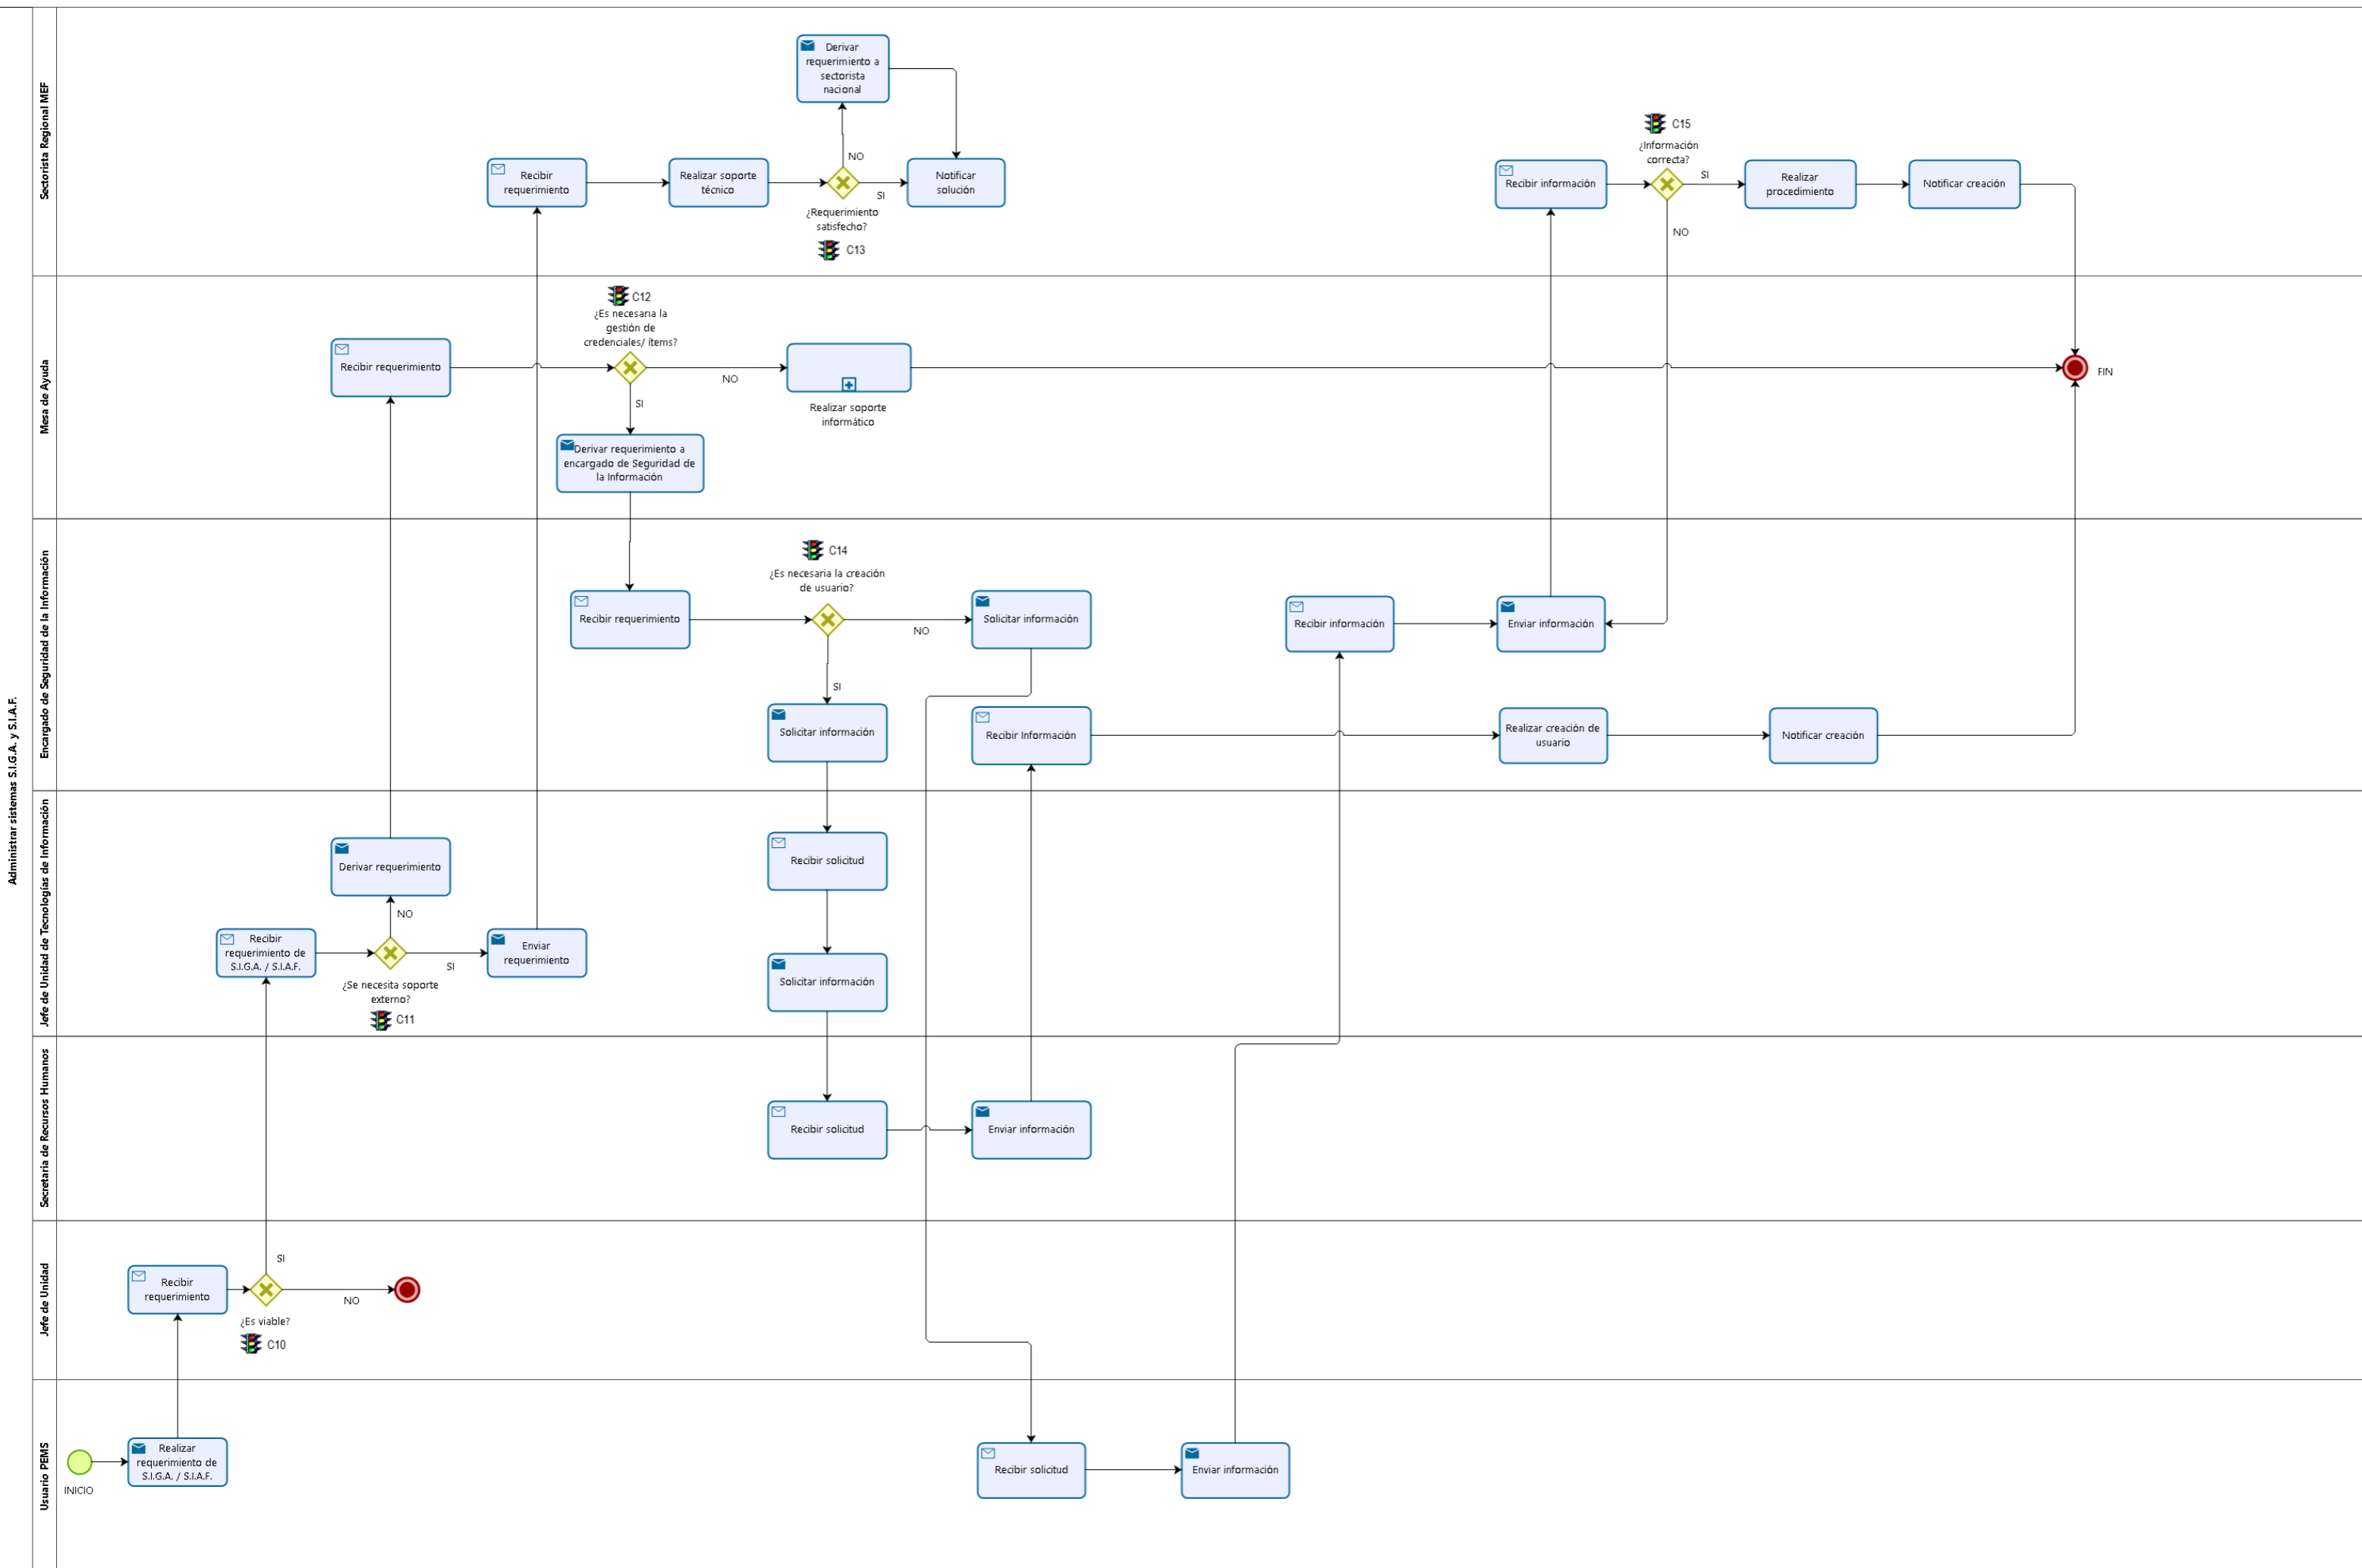 Administrar sistemas S.I.G.A. y S.I.A.F.
Sectorista Regional MEF
Derivar
requerimiento a
sectorista
nacional
NO
Recibir
requerimiento
Realizar soporte
técnico
SI
¿Requerimiento
satisfecho?
C13
Notificar
solución
Recibir información
C15
¿Información
correcta?
SI
NO
Realizar
procedimiento
Notificar creación
Mesa de Ayuda
Recibir requerimiento
C12
¿Es necesaria la
gestión de
credenciales/ ítems?
NO
SI
Realizar soporte
informático
Derivar requerimiento a
encargado de Seguridad de
la Información
FIN
Encargado de Seguridad de la Información
Recibir requerimiento
C14
¿Es necesaria la creación
de usuario?
NO
SI
Solicitar información
Solicitar información
Recibir Información
Recibir información
Enviar información
Realizar creación de
usuario
Notificar creación
Jefe de Unidad de Tecnologías de Información
Derivar requerimiento
NO
Recibir
requerimiento de
S.I.G.A. / S.I.A.F.
SI
¿Se necesita soporte
externo?
C11
Enviar
requerimiento
Recibir solicitud
Solicitar información
Secretaria de Recursos Humanos
Recibir solicitud
Enviar información
Jefe de Unidad
Recibir
requerimiento
SI
NO
¿Es viable?
C10
Usuario PEMS
INICIO
Realizar
requerimiento de
S.I.G.A. / S.I.A.F.
Recibir solicitud
Enviar información